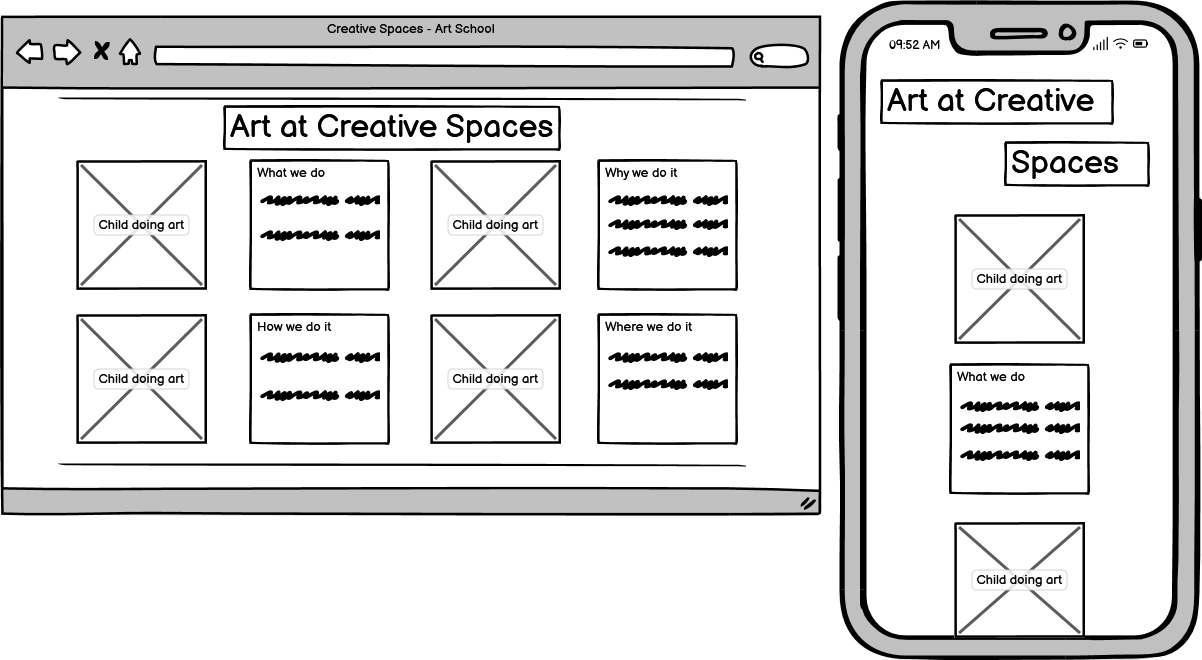 Creative Spaces - Art School
Art at Creative Spaces
Child doing art
What we do
Child doing art
Why we do it
Child doing art
How we do it
Child doing art
Where we do it
09:52 AM
Art at Creative
Spaces
Child doing art
What we do
Child doing art